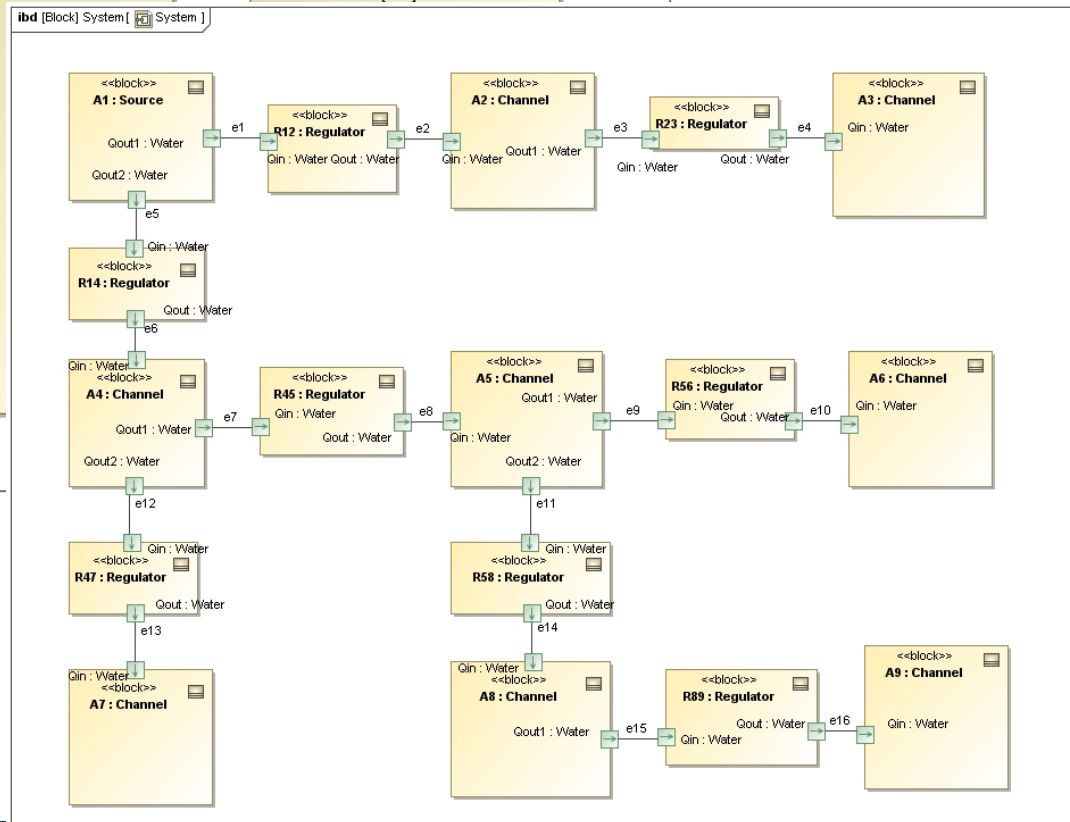 ibd [Block] System[ System ]
<<block>>
A1 : Source
Qout1 : Water
Qout2 : Water
e1
<<block>>
R12 : Regulator
Qin : Water Qout : Water
e2
<<block>>
A2 : Channel
Qin : Water
Qout1 : Water
e3
<<block>>
R23 : Regulator
Qin : Water
Qout : Water
e4
<<block>>
A3 : Channel
Qin : Water
e5
Qin : Water
<<block>>
R14 : Regulator
Qout : Water
e6
Qin : Water
<<block>>
A4 : Channel
Qout1 : Water
Qout2 : Water
e7
<<block>>
R45 : Regulator
Qin : Water
Qout : Water
e8
<<block>>
A5 : Channel
Qout1 : Water
Qin : Water
Qout2 : Water
e9
<<block>>
R56 : Regulator
Qin : Water
Qout : Water
e10
<<block>>
A6 : Channel
Qin : Water
e12
Qin : Water
<<block>>
R47 : Regulator
Qout : Water
e13
Qin : Water
<<block>>
A7 : Channel
e11
Qin : Water
<<block>>
R58 : Regulator
Qout : Water
e14
Qin : Water
<<block>>
A8 : Channel
Qout1 : Water
e15
<<block>>
R89 : Regulator
Qout : Water
Qin : Water
e16
<<block>>
A9 : Channel
Qin : Water